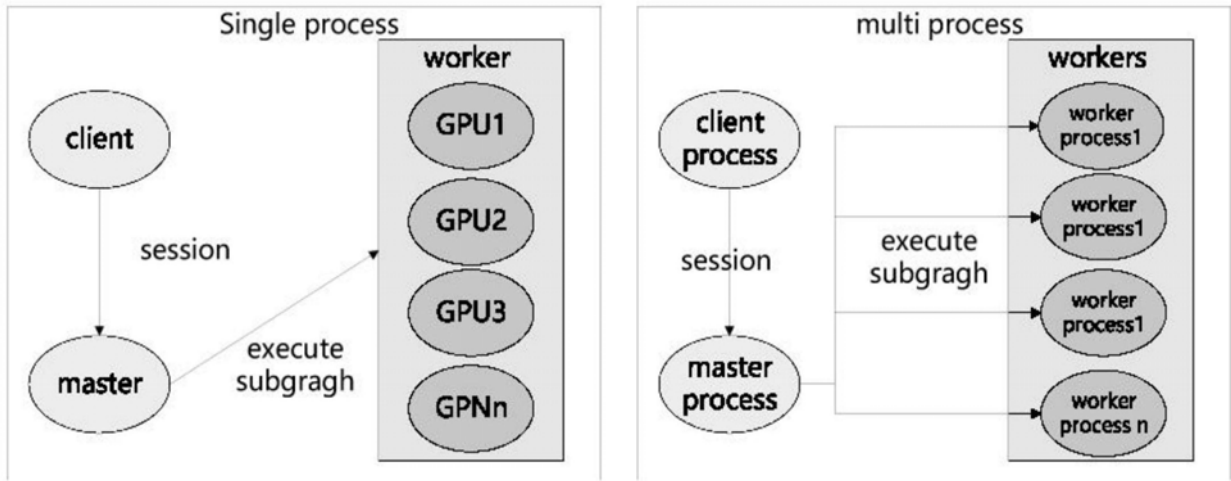 Single process
worker
client
GPU1
GPU2
session
GPU3
execute
subgragh
master
GPNn
multi process
workers
client
process
worker
process1
worker
process1
execute
subgragh
session
worker
process1
master
process
worker
process n